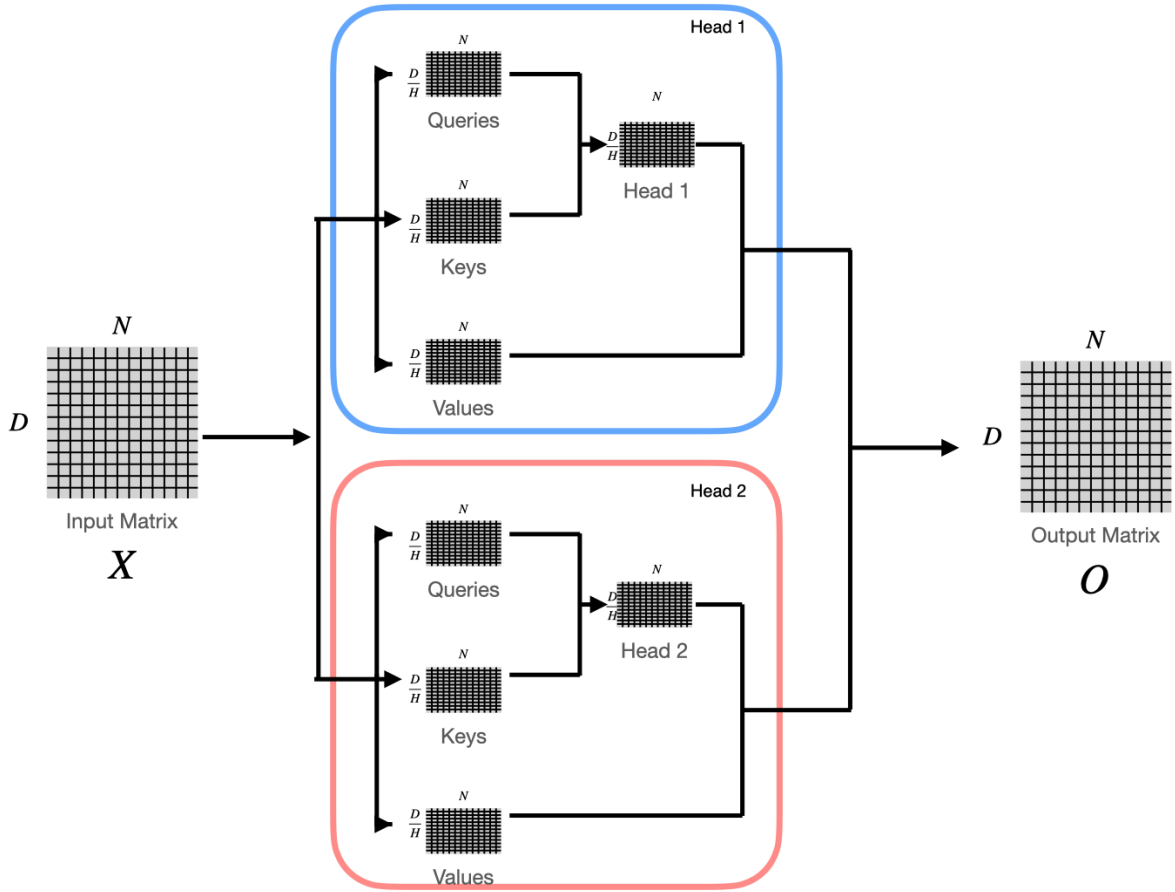 N
D
Input Matrix
X
Head 1
N
D/H
Queries
N
D/H
Keys
N
D/H
Values
N
D/H
Head 1
Head 2
N
D/H
Queries
N
D/H
Keys
N
D/H
Values
N
D/H
Head 2
N
D
Output Matrix
O